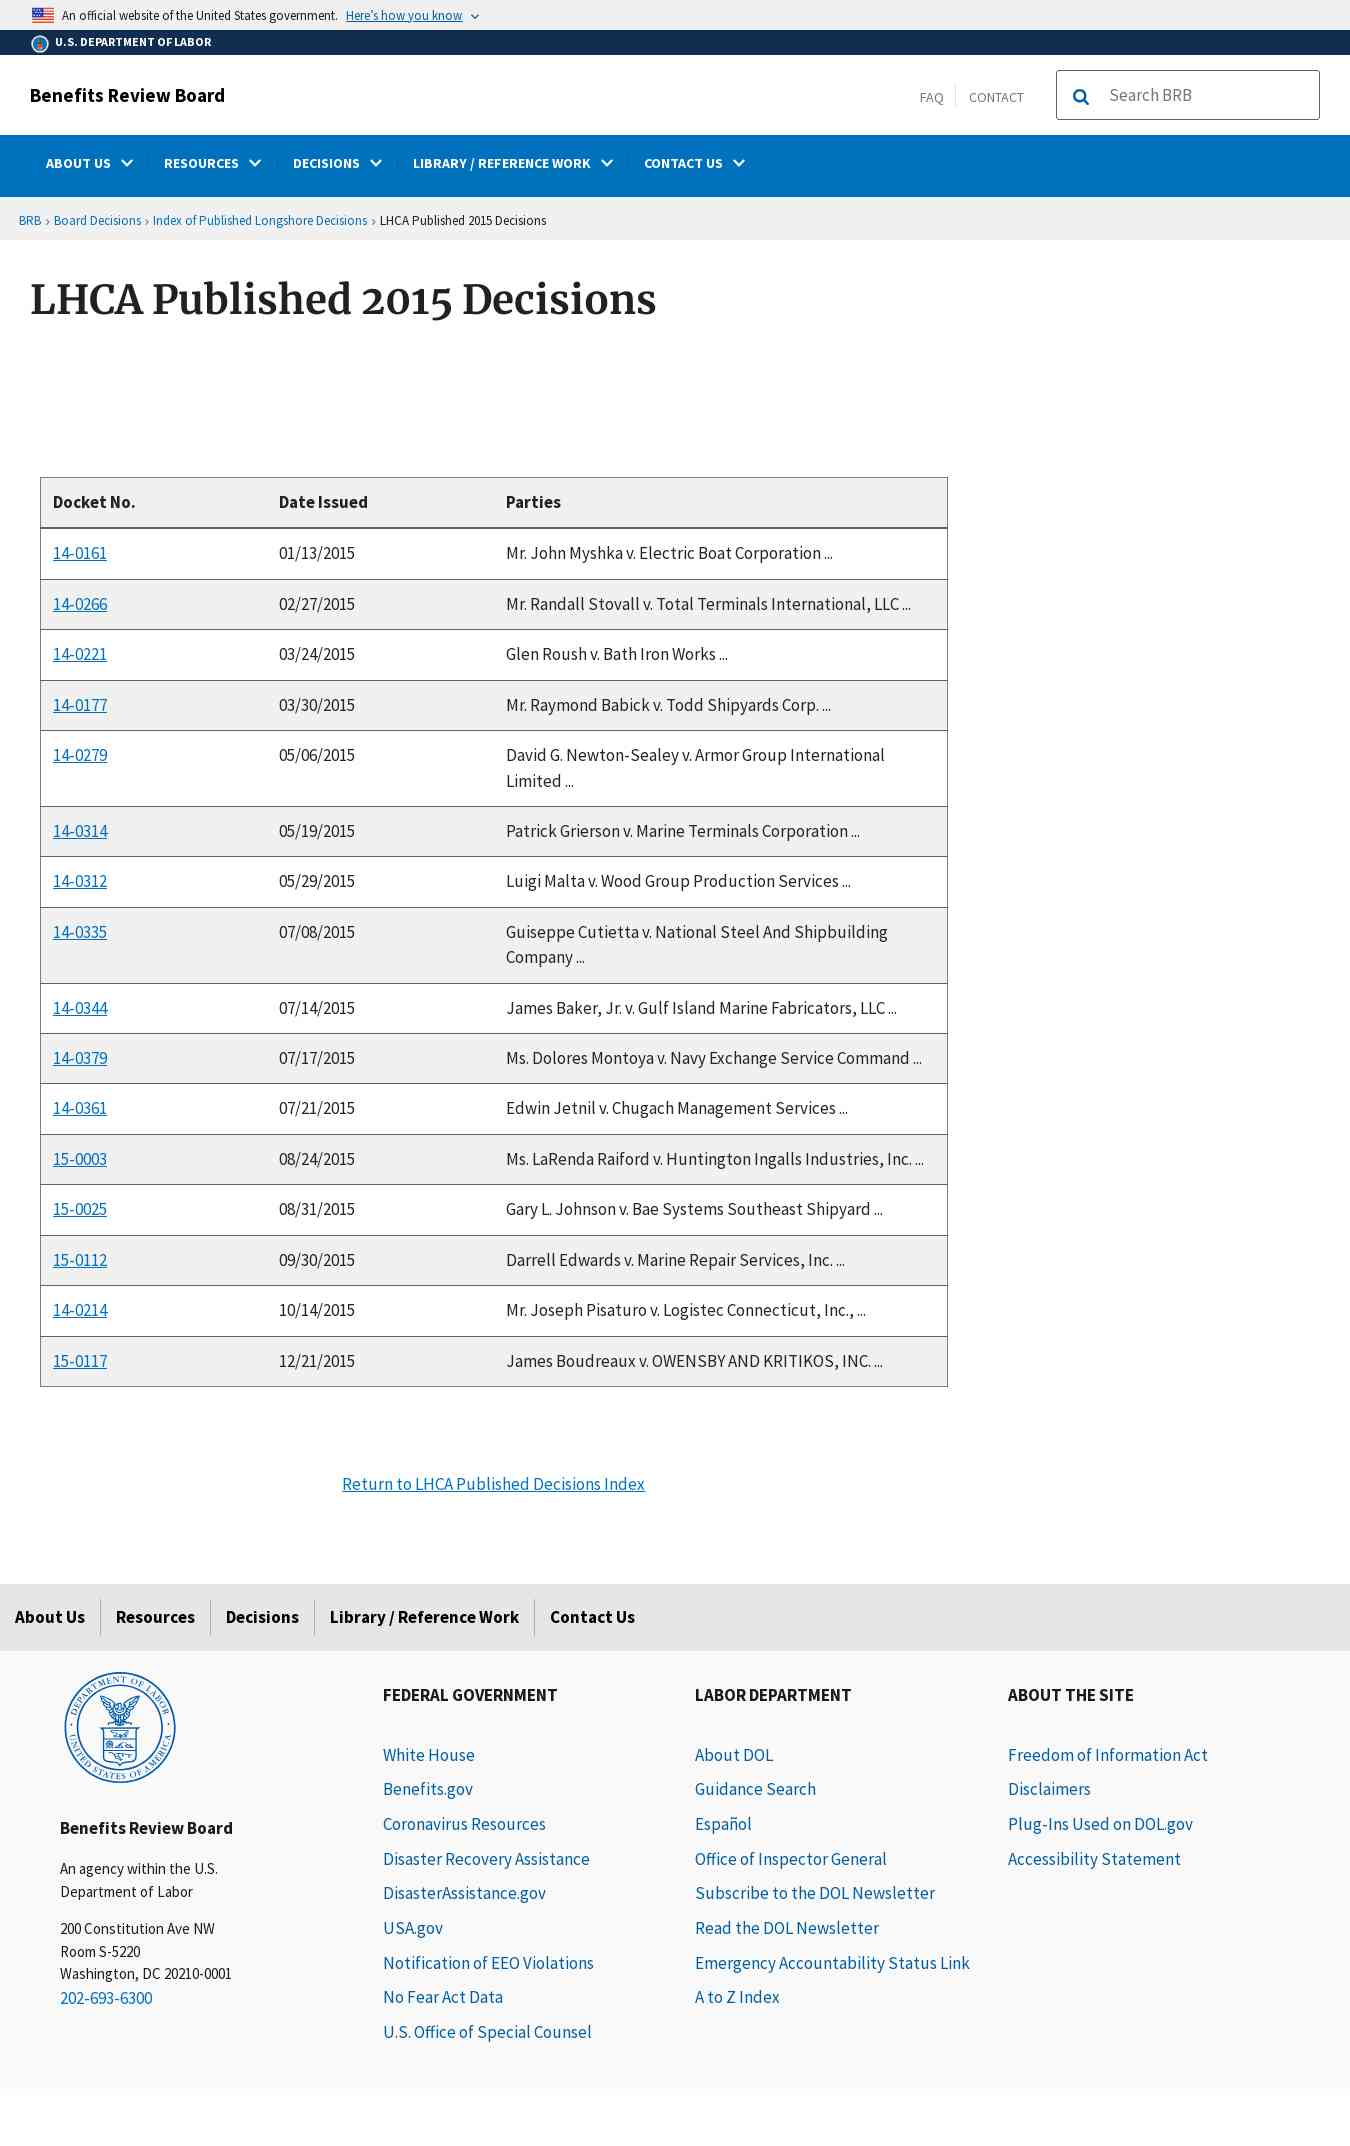 An official website of the United States government. Here’s how you know
U.S. DEPARTMENT OF LABOR
Benefits Review Board
FAQ
CONTACT
Search BRB
ABOUT US
RESOURCES
DECISIONS
LIBRARY / REFERENCE WORK
CONTACT US
BRB › Board Decisions › Index of Published Longshore Decisions › LHCA Published 2015 Decisions
LHCA Published 2015 Decisions
Docket No. Date Issued Parties
14-0161 01/13/2015 Mr. John Myshka v. Electric Boat Corporation ...
14-0266 02/27/2015 Mr. Randall Stovall v. Total Terminals International, LLC ...
14-0221 03/24/2015 Glen Roush v. Bath Iron Works ...
14-0177 03/30/2015 Mr. Raymond Babick v. Todd Shipyards Corp. ...
14-0279 05/06/2015 David G. Newton-Sealey v. Armor Group International
Limited ...
14-0314 05/19/2015 Patrick Grierson v. Marine Terminals Corporation ...
14-0312 05/29/2015 Luigi Malta v. Wood Group Production Services ...
14-0335 07/08/2015 Guiseppe Cutietta v. National Steel And Shipbuilding
Company ...
14-0344 07/14/2015 James Baker, Jr. v. Gulf Island Marine Fabricators, LLC ...
14-0379 07/17/2015 Ms. Dolores Montoya v. Navy Exchange Service Command ...
14-0361 07/21/2015 Edwin Jetnil v. Chugach Management Services ...
15-0003 08/24/2015 Ms. LaRenda Raiford v. Huntington Ingalls Industries, Inc. ...
15-0025 08/31/2015 Gary L. Johnson v. Bae Systems Southeast Shipyard ...
15-0112 09/30/2015 Darrell Edwards v. Marine Repair Services, Inc. ...
14-0214 10/14/2015 Mr. Joseph Pisaturo v. Logistec Connecticut, Inc., ...
15-0117 12/21/2015 James Boudreaux v. OWENSBY AND KRITIKOS, INC. ...
Return to LHCA Published Decisions Index
About Us
Resources
Decisions
Library / Reference Work
Contact Us
DEPARTMENT OF LABOR
UNITED STATES OF AMERICA
Benefits Review Board
An agency within the U.S.
Department of Labor
200 Constitution Ave NW
Room S-5220
Washington, DC 20210-0001
202-693-6300
FEDERAL GOVERNMENT
White House
Benefits.gov
Coronavirus Resources
Disaster Recovery Assistance
DisasterAssistance.gov
USA.gov
Notification of EEO Violations
No Fear Act Data
U.S. Office of Special Counsel
LABOR DEPARTMENT
About DOL
Guidance Search
Español
Office of Inspector General
Subscribe to the DOL Newsletter
Read the DOL Newsletter
Emergency Accountability Status Link
A to Z Index
ABOUT THE SITE
Freedom of Information Act
Disclaimers
Plug-Ins Used on DOL.gov
Accessibility Statement